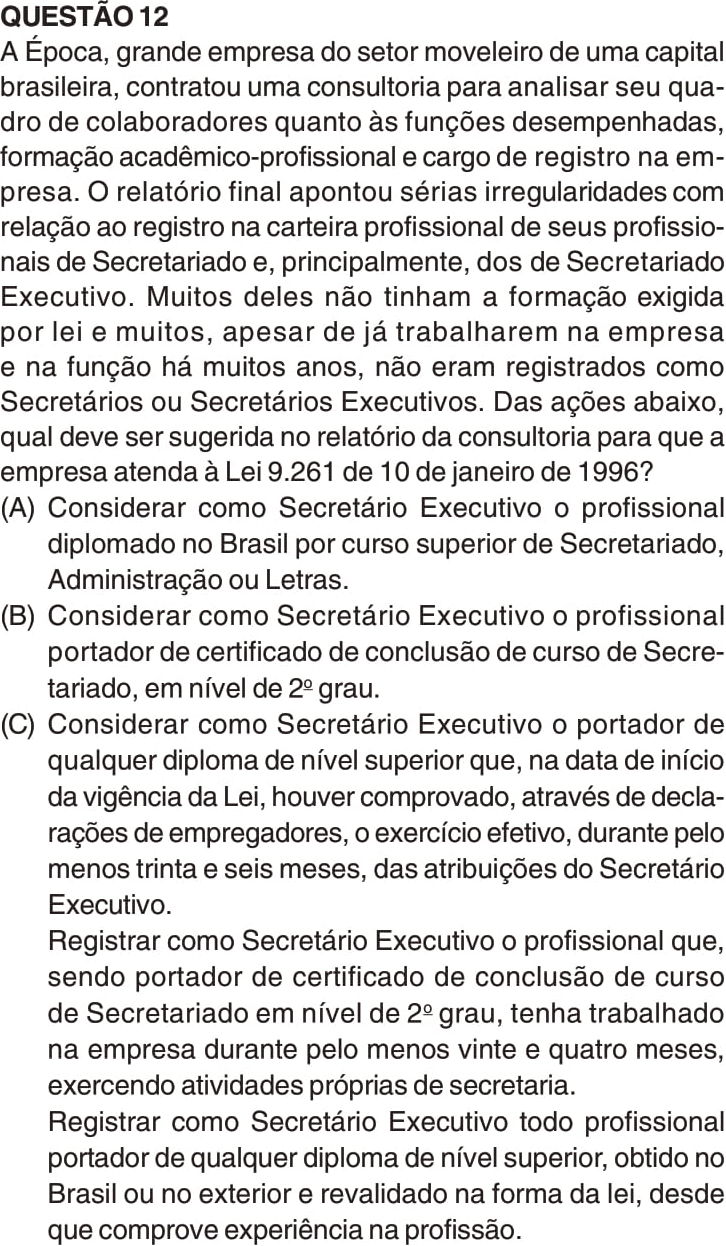 QUESTÃO 12
A Época, grande empresa do setor moveleiro de uma capital
brasileira, contratou uma consultoria para analisar seu qua-
dro de colaboradores quanto às funções desempenhadas,
formação acadêmico-profissional e cargo de registro na em-
presa. O relatório final apontou sérias irregularidades com
relação ao registro na carteira profissional de seus profissio-
nais de Secretariado e, principalmente, dos de Secretariado
Executivo. Muitos deles não tinham a formação exigida
por lei e muitos, apesar de já trabalharem na empresa
e na função há muitos anos, não eram registrados como
Secretários ou Secretários Executivos. Das ações abaixo,
qual deve ser sugerida no relatório da consultoria para que a
empresa atenda à Lei 9.261 de 10 de janeiro de 1996?
(A) Considerar como Secretário Executivo o profissional
diplomado no Brasil por curso superior de Secretariado,
Administração ou Letras.
(B) Considerar como Secretário Executivo o profissional
portador de certificado de conclusão de curso de Secre-
tariado, em nível de 2º grau.
(C) Considerar como Secretário Executivo o portador de
qualquer diploma de nível superior que, na data de início
da vigência da Lei, houver comprovado, através de decla-
rações de empregadores, o exercício efetivo, durante pelo
menos trinta e seis meses, das atribuições do Secretário
Executivo.
Registrar como Secretário Executivo o profissional que,
sendo portador de certificado de conclusão de curso
de Secretariado em nível de 2º grau, tenha trabalhado
na empresa durante pelo menos vinte e quatro meses,
exercendo atividades próprias de secretaria.
Registrar como Secretário Executivo todo profissional
portador de qualquer diploma de nível superior, obtido no
Brasil ou no exterior e revalidado na forma da lei, desde
que comprove experiência na profissão.